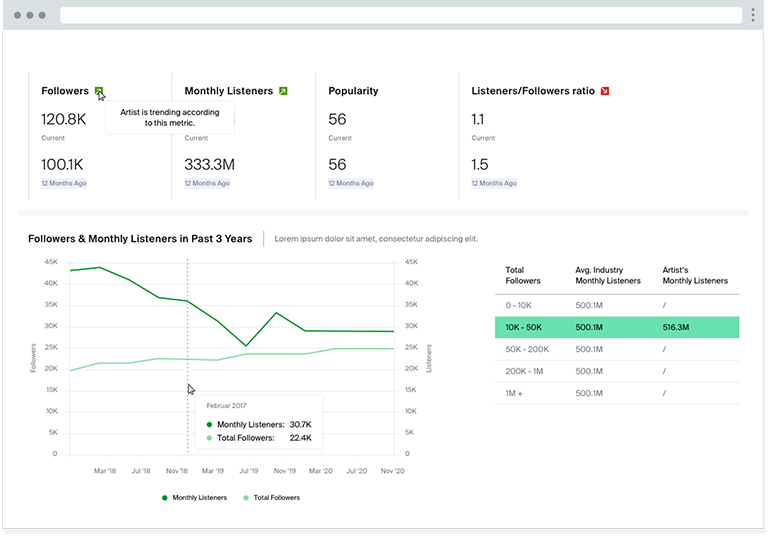 Followers
Monthly Listeners
Popularity
Listeners/Followers ratio
120.8K
Artist is trending according
to this metric.
56
1.1
Current
Current
Current
Current
100.1K
333.3M
56
1.5
12 Months Ago
12 Months Ago
12 Months Ago
12 Months Ago
Followers & Monthly Listeners in Past 3 Years
Lorem ipsum dolor sit amet, consectetur adipiscing elit.
45K
40K
35K
30K
25K
20K
15K
10K
5K
0
Followers
45K
40K
35K
30K
25K
20K
15K
10K
5K
0
Listeners
Februar 2017
Monthly Listeners: 30.7K
Total Followers: 22.4K
Mar '18 Jul '18 Nov '18 Mar '19 Jul '19 Nov '19 Mar '20 Jul '20 Nov '20
Monthly Listeners Total Followers
Total Avg. Industry Artist's
Followers Monthly Listeners Monthly Listeners
0 - 10K 500.1M /
10K - 50K 500.1M 516.3M
50K - 200K 500.1M /
200K - 1M 500.1M /
1M + 500.1M /